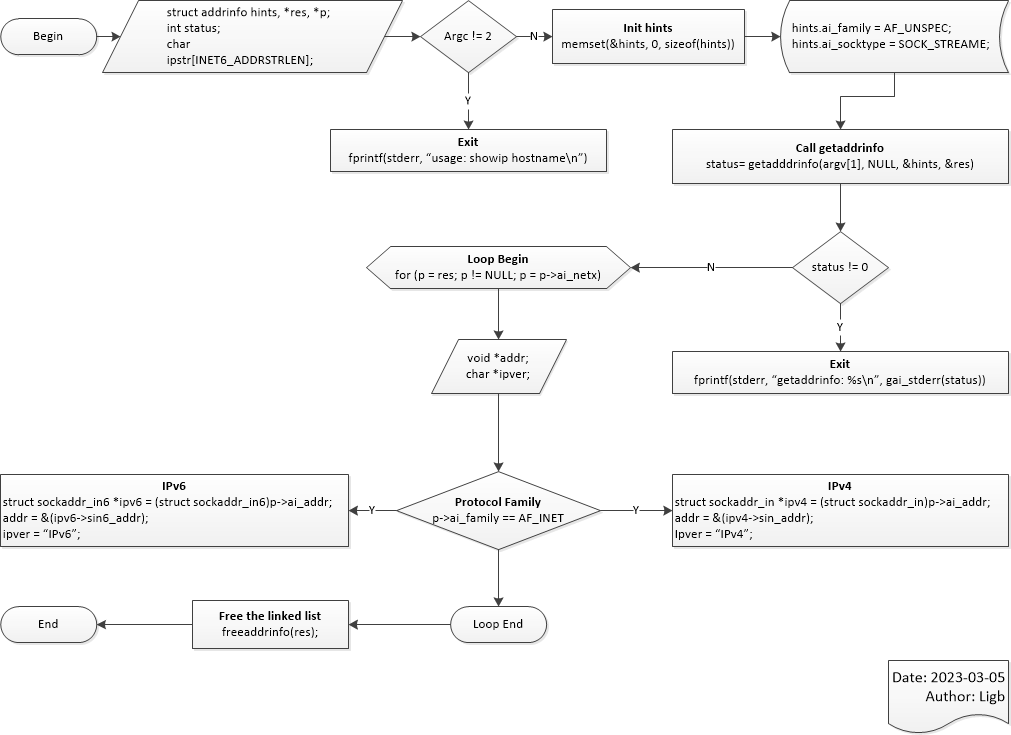 Begin
struct addrinfo hints, *res, *p;
int status;
char
ipstr[INET6_ADDRSTRLEN];
Argc != 2
N
Init hints
memset(&hints, 0, sizeof(hints))
hints.ai_family = AF_UNSPEC;
hints.ai_socktype = SOCK_STREAME;
Y
Exit
fprintf(stderr, “usage: showip hostname\n”)
Call getaddrinfo
status= getadddrinfo(argv[1], NULL, &hints, &res)
status != 0
N
Loop Begin
for (p = res; p != NULL; p = p->ai_netx)
Y
Exit
fprintf(stderr, “getaddrinfo: %s\n”, gai_stderr(status))
void *addr;
char *ipver;
Protocol Family
p->ai_family == AF_INET
Y
IPv6
struct sockaddr_in6 *ipv6 = (struct sockaddr_in6)p->ai_addr;
addr = &(ipv6->sin6_addr);
ipver = “IPv6”;
Y
IPv4
struct sockaddr_in *ipv4 = (struct sockaddr_in)p->ai_addr;
addr = &(ipv4->sin_addr);
Ipver = “IPv4”;
Loop End
Free the linked list
freeaddrinfo(res);
End
Date: 2023-03-05
Author: Ligb